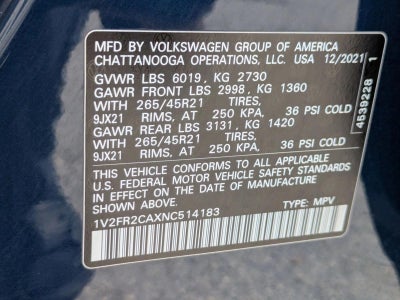 MFD. BY VOLKSWAGEN GROUP OF AMERICA
CHATTANOOGA OPERATIONS, LLC. USA 12/2021
GVWR LBS 6019, KG 2730
GAWR FRONT LBS 2998, KG 1360
WITH 265/45R21 TIRES,
9JX21 RIMS, AT 250 KPA, 36 PSI COLD
GAWR REAR LBS 3131, KG 1420
WITH 265/45R21 TIRES,
9JX21 RIMS, AT 250 KPA, 36 PSI COLD
THIS VEHICLE CONFORMS TO ALL APPLICABLE
U.S. FEDERAL MOTOR VEHICLE SAFETY STANDARDS
IN EFFECT ON THE DATE OF MANUFACTURE
SHOWN ABOVE.
1V2FR2CAXNC514183 TYPE: MPV
4539228 1